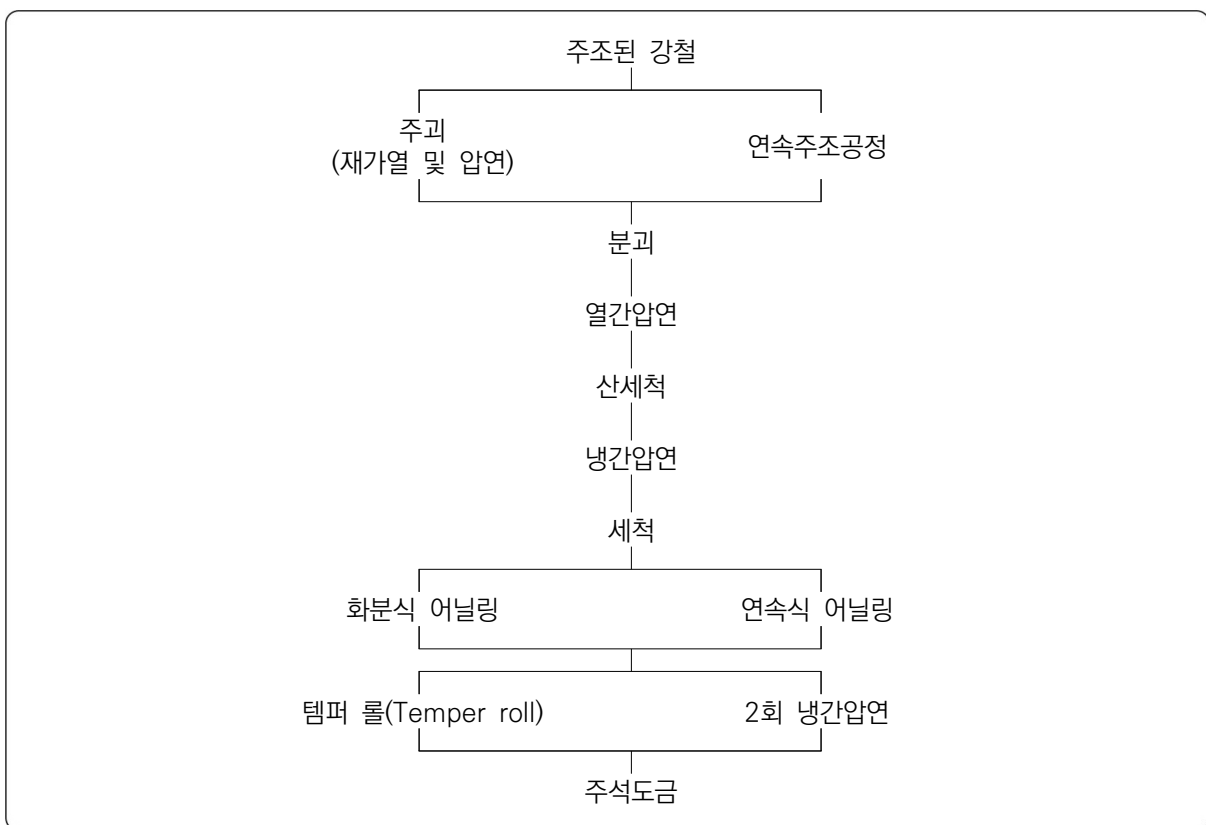 주조된 강철
주괴
(재가열 및 압연)
연속주조공정
분괴
열간압연
산세척
냉간압연
세척
화분식 어닐링
연속식 어닐링
템퍼 롤(Temper roll)
2회 냉간압연
주석도금